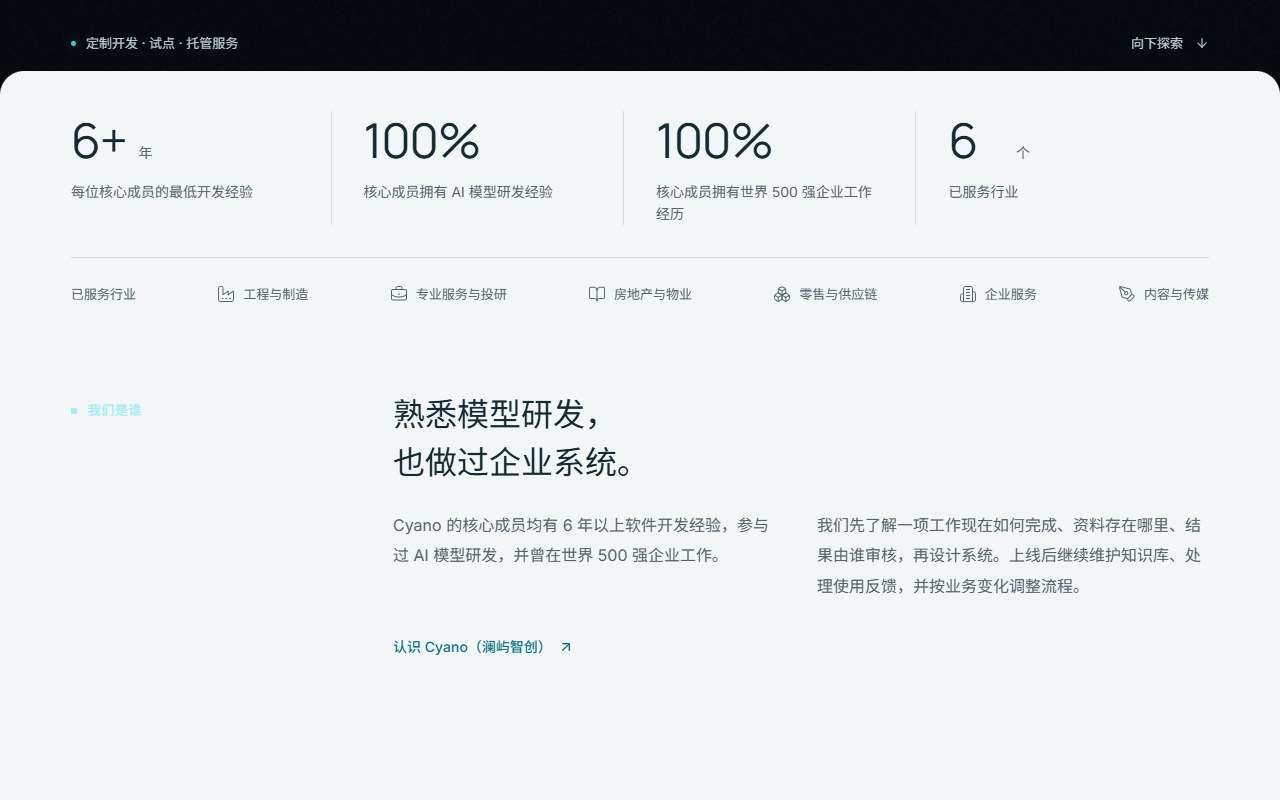 定制开发 · 试点 · 托管服务
向下探索
6+ 年
每位核心成员的最低开发经验
100%
核心成员拥有 AI 模型研发经验
100%
核心成员拥有世界 500 强企业工作
经历
6 个
已服务行业
已服务行业
工程与制造
专业服务与投研
房地产与物业
零售与供应链
企业服务
内容与传媒
我们是谁
熟悉模型研发，
也做过企业系统。
Cyano 的核心成员均有 6 年以上软件开发经验，参与
过 AI 模型研发，并曾在世界 500 强企业工作。
我们先了解一项工作现在如何完成、资料存在哪里、结
果由谁审核，再设计系统。上线后继续维护知识库、处
理使用反馈，并按业务变化调整流程。
认识 Cyano（澜屿智创）